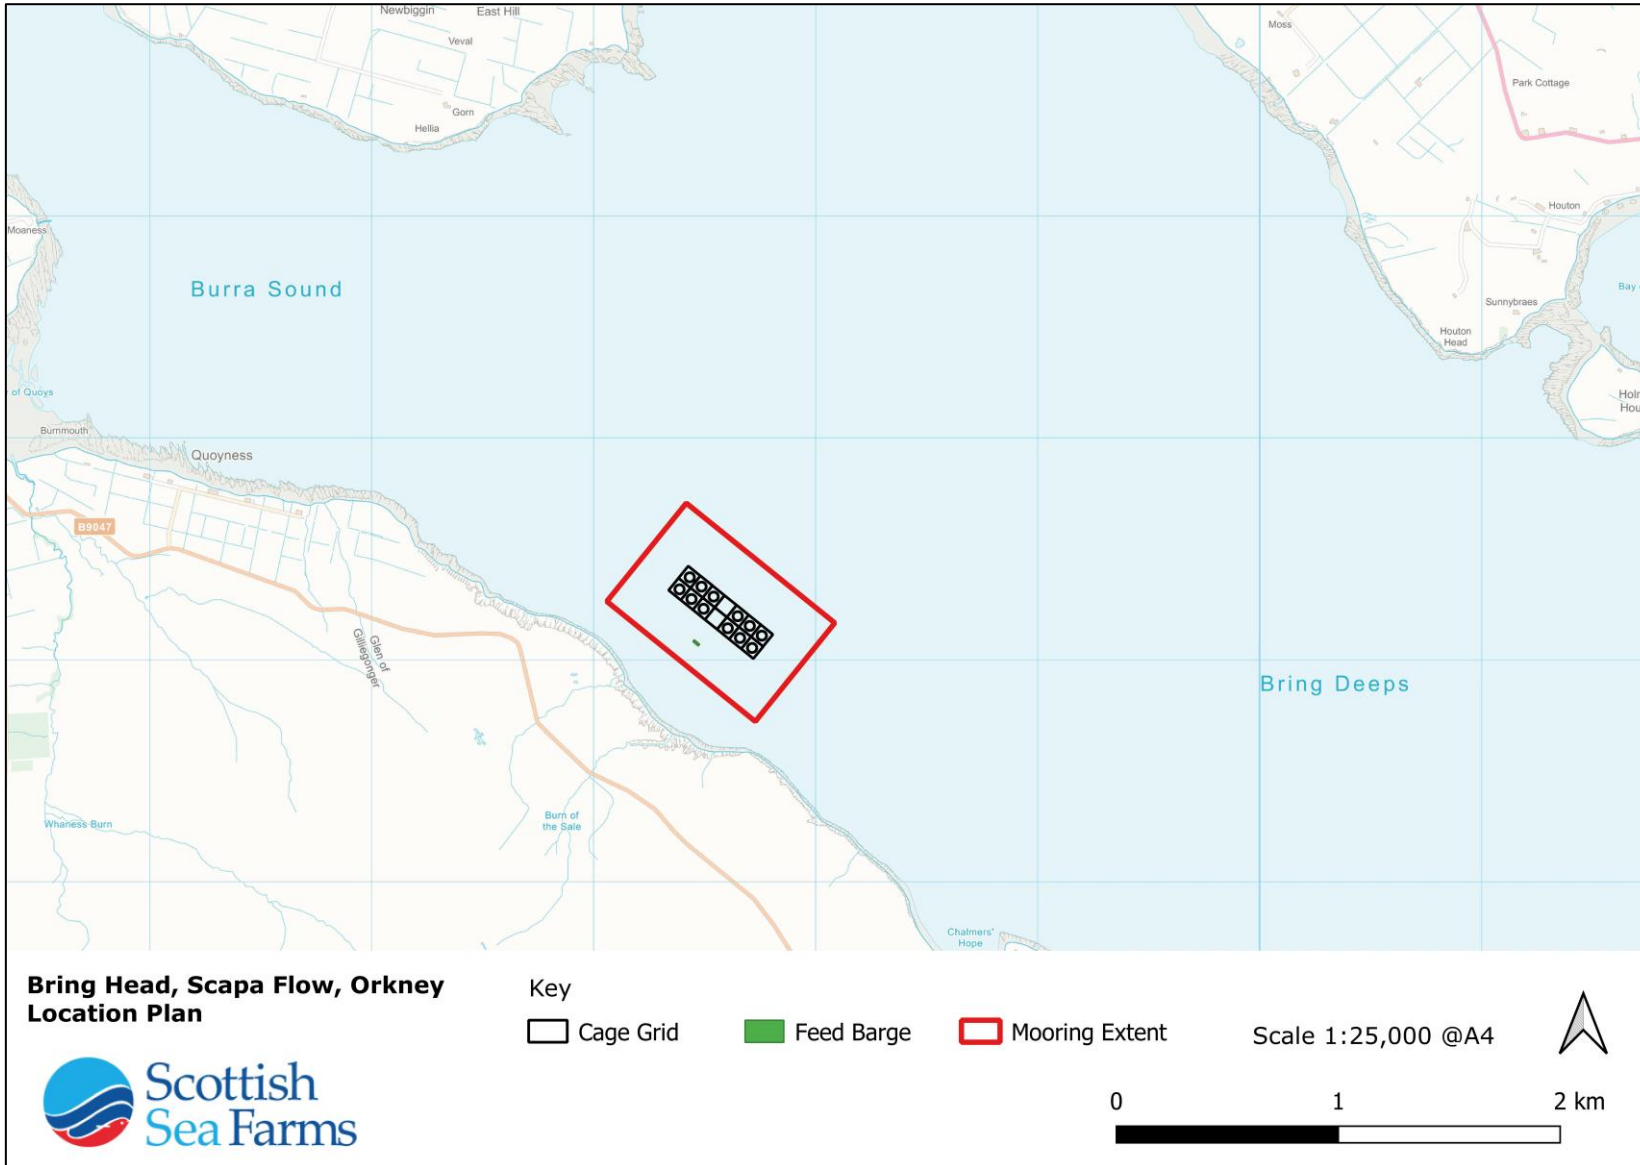 Newbiggin
East Hill
Veval
Gorn
Hellia
Moss
Park Cottage
Houton
Moaness
Burra Sound
Bay
Sunnybraes
Houton
Head
of Quoys
Burnmouth
Quoyness
B9047
Glen of
Gilliegonger
Bring Deeps
Whaness Burn
Burn of
the Sale
Chalmers'
Hope
Bring Head, Scapa Flow, Orkney
Location Plan
Key
Cage Grid
Feed Barge
Mooring Extent
Scale 1:25,000 @A4
Scottish
Sea Farms
0 1 2 km